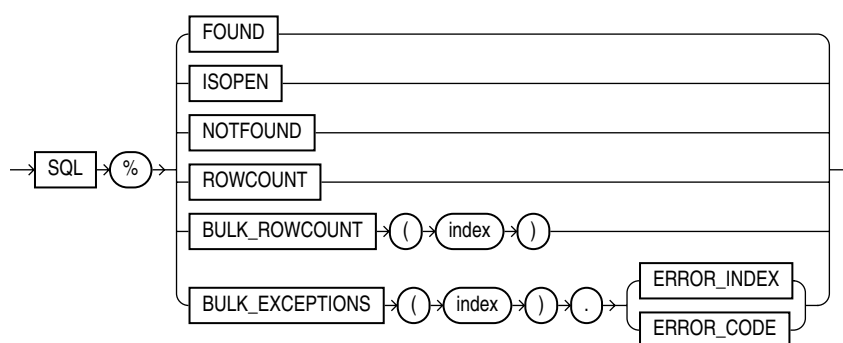 FOUND
ISOPEN
NOTFOUND
SQL %
ROWCOUNT
BULK_ROWCOUNT ( index )
BULK_EXCEPTIONS ( index ) .
ERROR_INDEX
ERROR_CODE